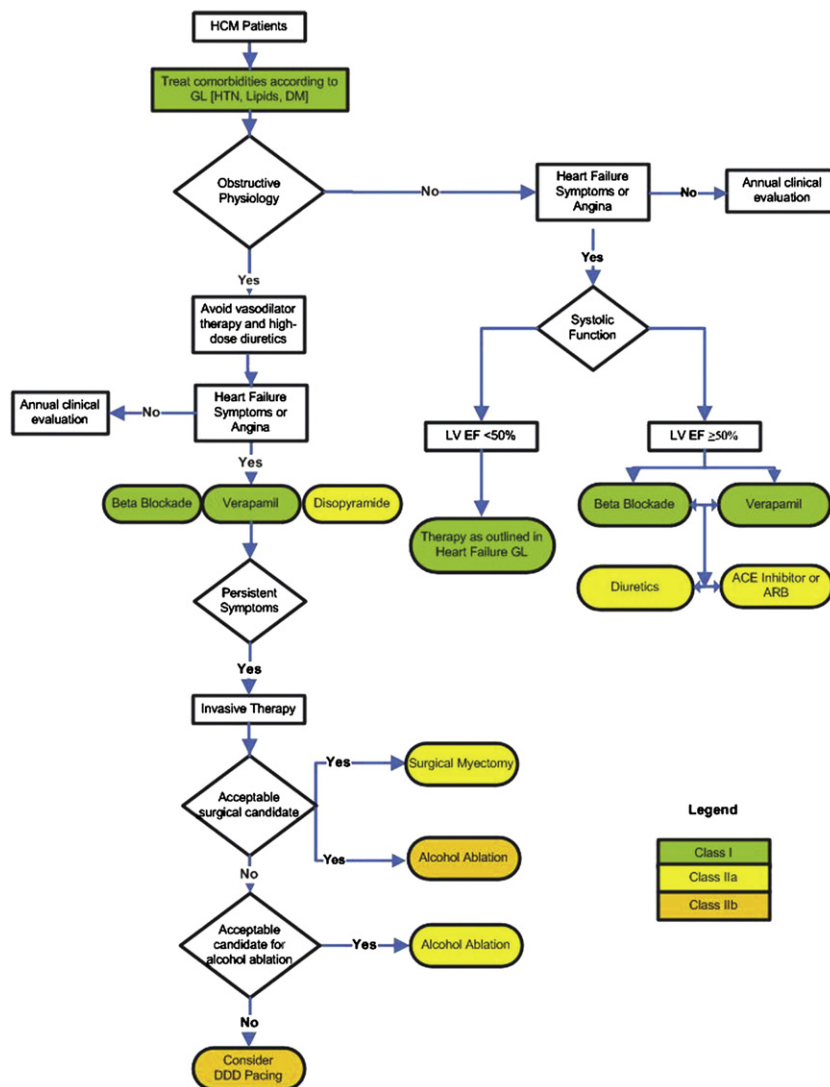 HCM Patients
Treat comorbidities according to
GL [HTN, Lipids, DM]
Obstructive
Physiology
No
Heart Failure
Symptoms or
Angina
No
Annual clinical
evaluation
Yes
Yes
Avoid vasodilator
therapy and high-
dose diuretics
Systolic
Function
Annual clinical
evaluation
No
Heart Failure
Symptoms or
Angina
LV EF <50%
LV EF ≥50%
Yes
Beta Blockade
Verapamil
Disopyramide
Beta Blockade
Verapamil
Therapy as outlined in
Heart Failure GL
Diuretics
ACE Inhibitor or
ARB
Persistent
Symptoms
Yes
Invasive Therapy
Acceptable
surgical candidate
Yes
Surgical Myectomy
Yes
Alcohol Ablation
No
Acceptable
candidate for
alcohol ablation
Yes
Alcohol Ablation
No
Consider
DDD Pacing
Legend
Class I
Class IIa
Class IIb